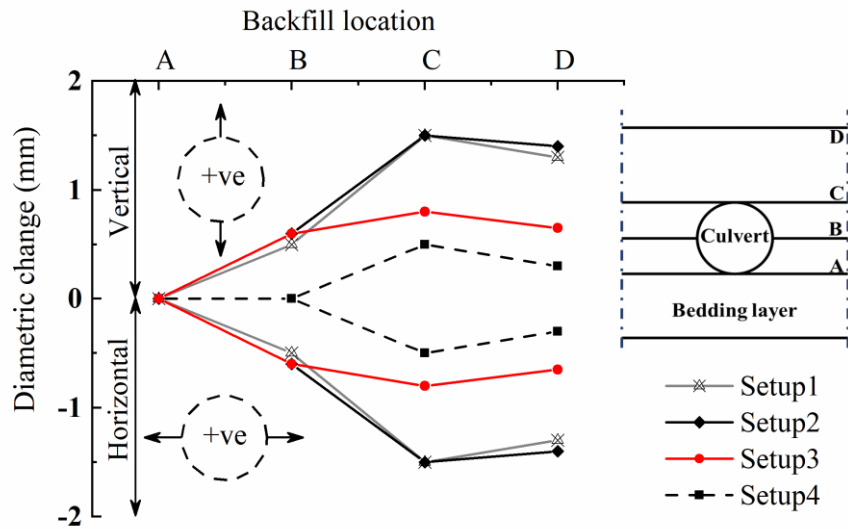 Backfill location
A B C D
Diametric change (mm)
Vertical
Horizontal
2
1
0
-1
-2
+ve
+ve
D
C
Culvert
B
A
Bedding layer
Setup1
Setup2
Setup3
Setup4